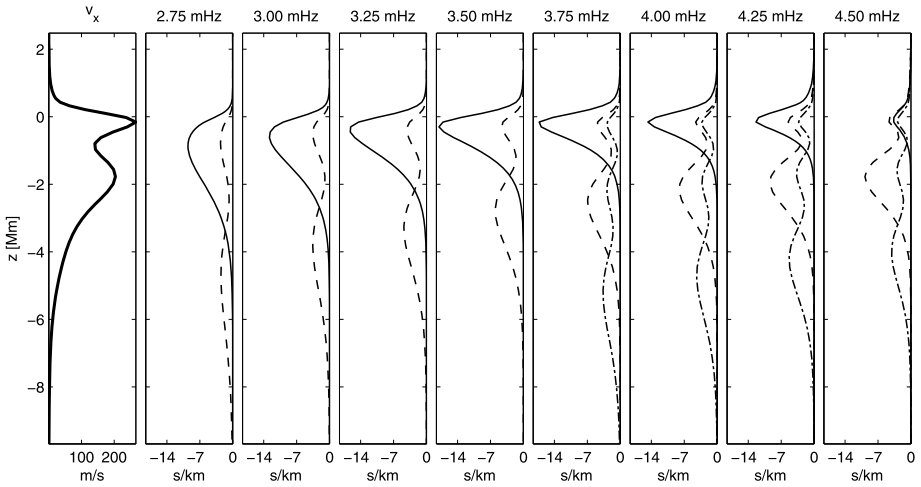 v_x 2.75 mHz 3.00 mHz 3.25 mHz 3.50 mHz 3.75 mHz 4.00 mHz 4.25 mHz 4.50 mHz
2
0
−2
z [Mm]
−4
−6
−8
100 200 −14 −7 0 −14 −7 0 −14 −7 0 −14 −7 0 −14 −7 0 −14 −7 0 −14 −7 0 −14 −7 0
m/s s/km s/km s/km s/km s/km s/km s/km s/km